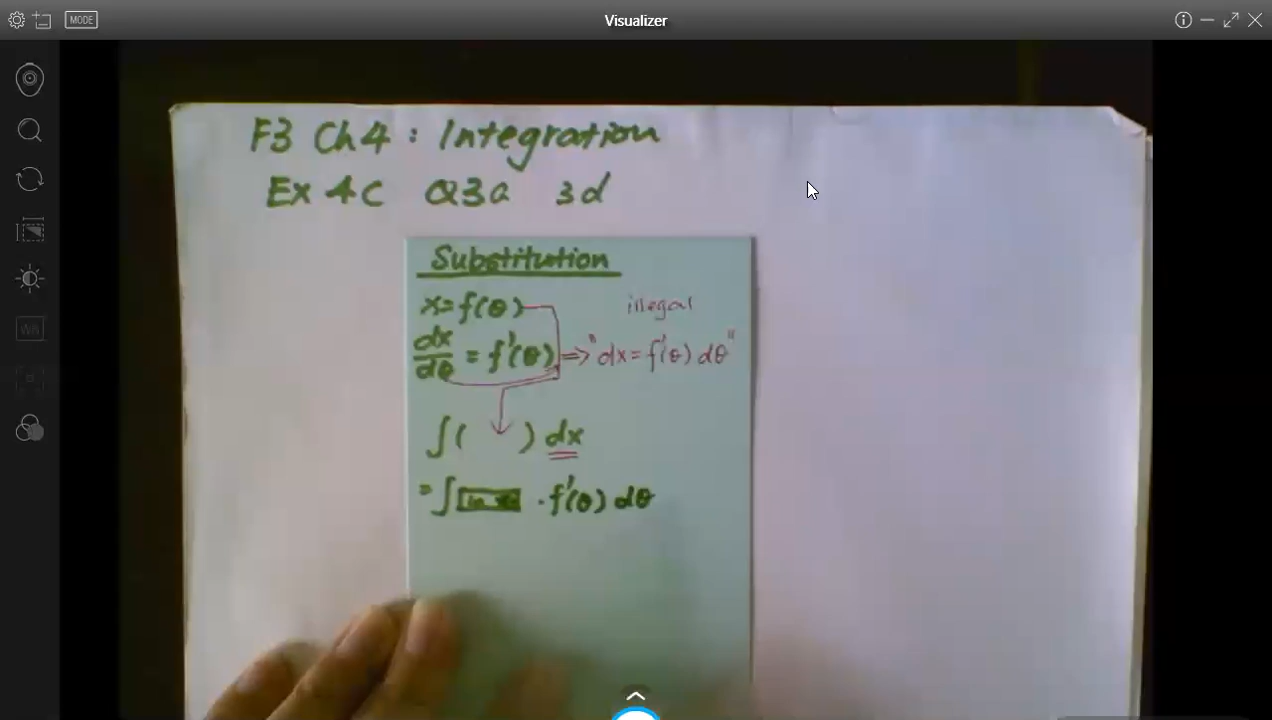 MODE
Visualizer
F3 Ch4 : Integration
Ex 4C Q3a 3d
Substitution
x=f(θ)
illegal
dx/dθ = f'(θ) ⇒ "dx = f'(θ) dθ"
∫( ) dx
= ∫ · f'(θ) dθ